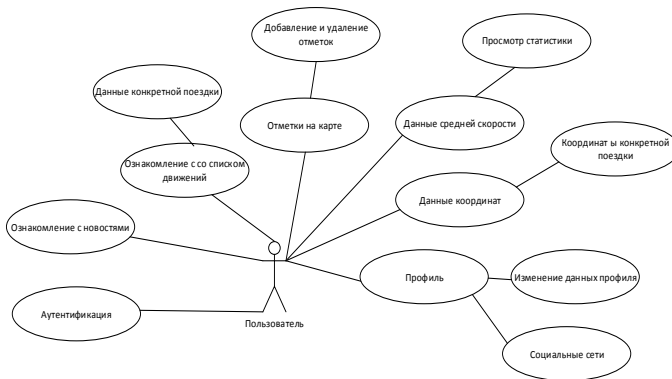 Добавление и удаление
отметок
Просмотр статистики
Данные конкретной поездки
Отметки на карте
Данные средней скорости
Координат ы конкретной
поездки
Ознакомление с со списком
движений
Данные координат
Ознакомление с новостями
Профиль
Изменение данных профиля
Аутентификация
Пользователь
Социальные сети